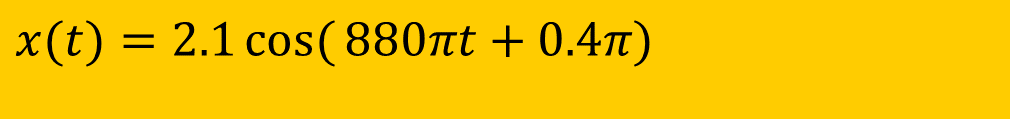 x(t) = 2.1 cos( 880πt + 0.4π)